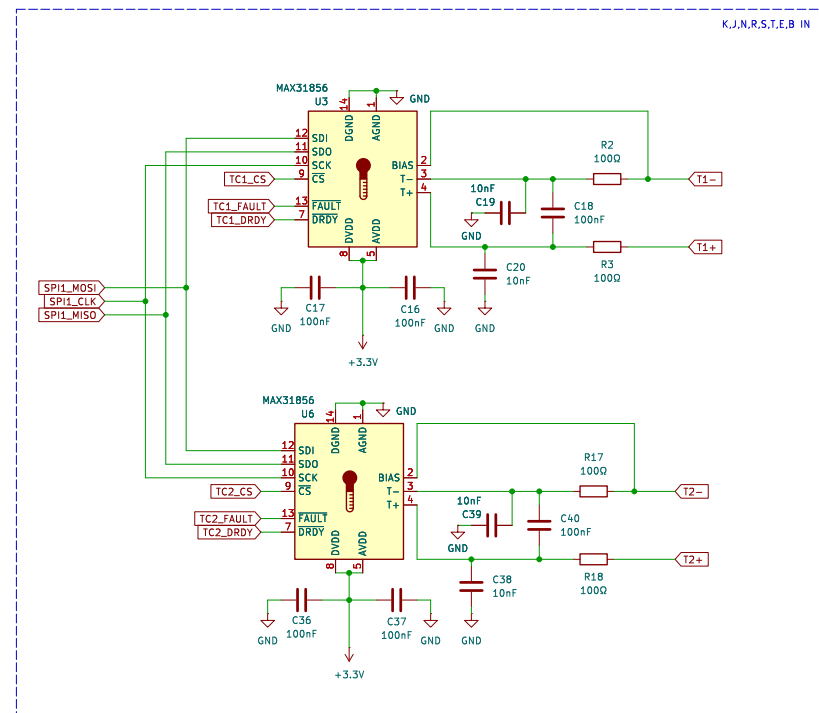 K,J,N,R,S,T,E,B IN
MAX31856
U3
GND
14
1
DGND
AGND
12 SDI
11 SDO
10 SCK
9 CS
13 FAULT
7 DRDY
BIAS 2
T- 3
T+ 4
DVDD
AVDD
8
5
TC1_CS
TC1_FAULT
TC1_DRDY
R2
100Ω
T1-
10nF
C19
GND
C18
100nF
T1+
R3
100Ω
C20
10nF
GND
SPI1_MOSI
SPI1_CLK
SPI1_MISO
C17
100nF
GND
C16
100nF
GND
+3.3V
MAX31856
U6
GND
14
1
DGND
AGND
12 SDI
11 SDO
10 SCK
9 CS
13 FAULT
7 DRDY
BIAS 2
T- 3
T+ 4
DVDD
AVDD
8
5
TC2_CS
TC2_FAULT
TC2_DRDY
R17
100Ω
T2-
10nF
C39
GND
C40
100nF
T2+
R18
100Ω
C38
10nF
GND
C36
100nF
GND
C37
100nF
GND
+3.3V